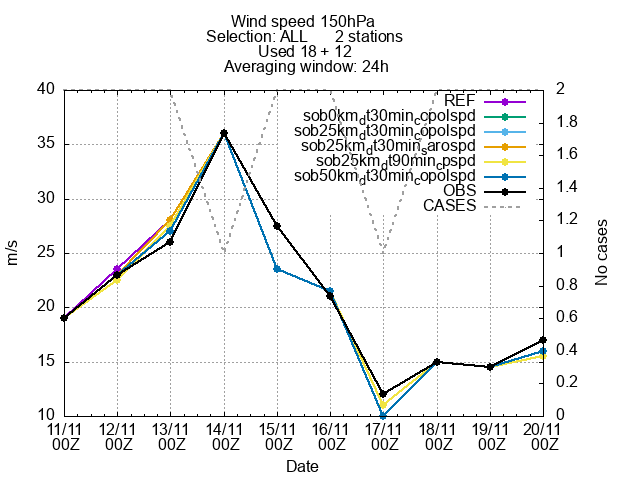 Wind speed 150hPa
Selection: ALL 2 stations
Used 18 + 12
Averaging window: 24h
40
35
30
25
20
15
10
m/s
2
1.8
1.6
1.4
1.2
1
0.8
0.6
0.4
0.2
0
No cases
REF
sob0km_dt30min_copolspd
sob25km_dt30min_copolspd
sob25km_dt30min_sarospd
sob25km_dt90min_cpspd
sob50km_dt30min_copolspd
OBS
CASES
11/11 12/11 13/11 14/11 15/11 16/11 17/11 18/11 19/11 20/11
00Z 00Z 00Z 00Z 00Z 00Z 00Z 00Z 00Z 00Z
Date